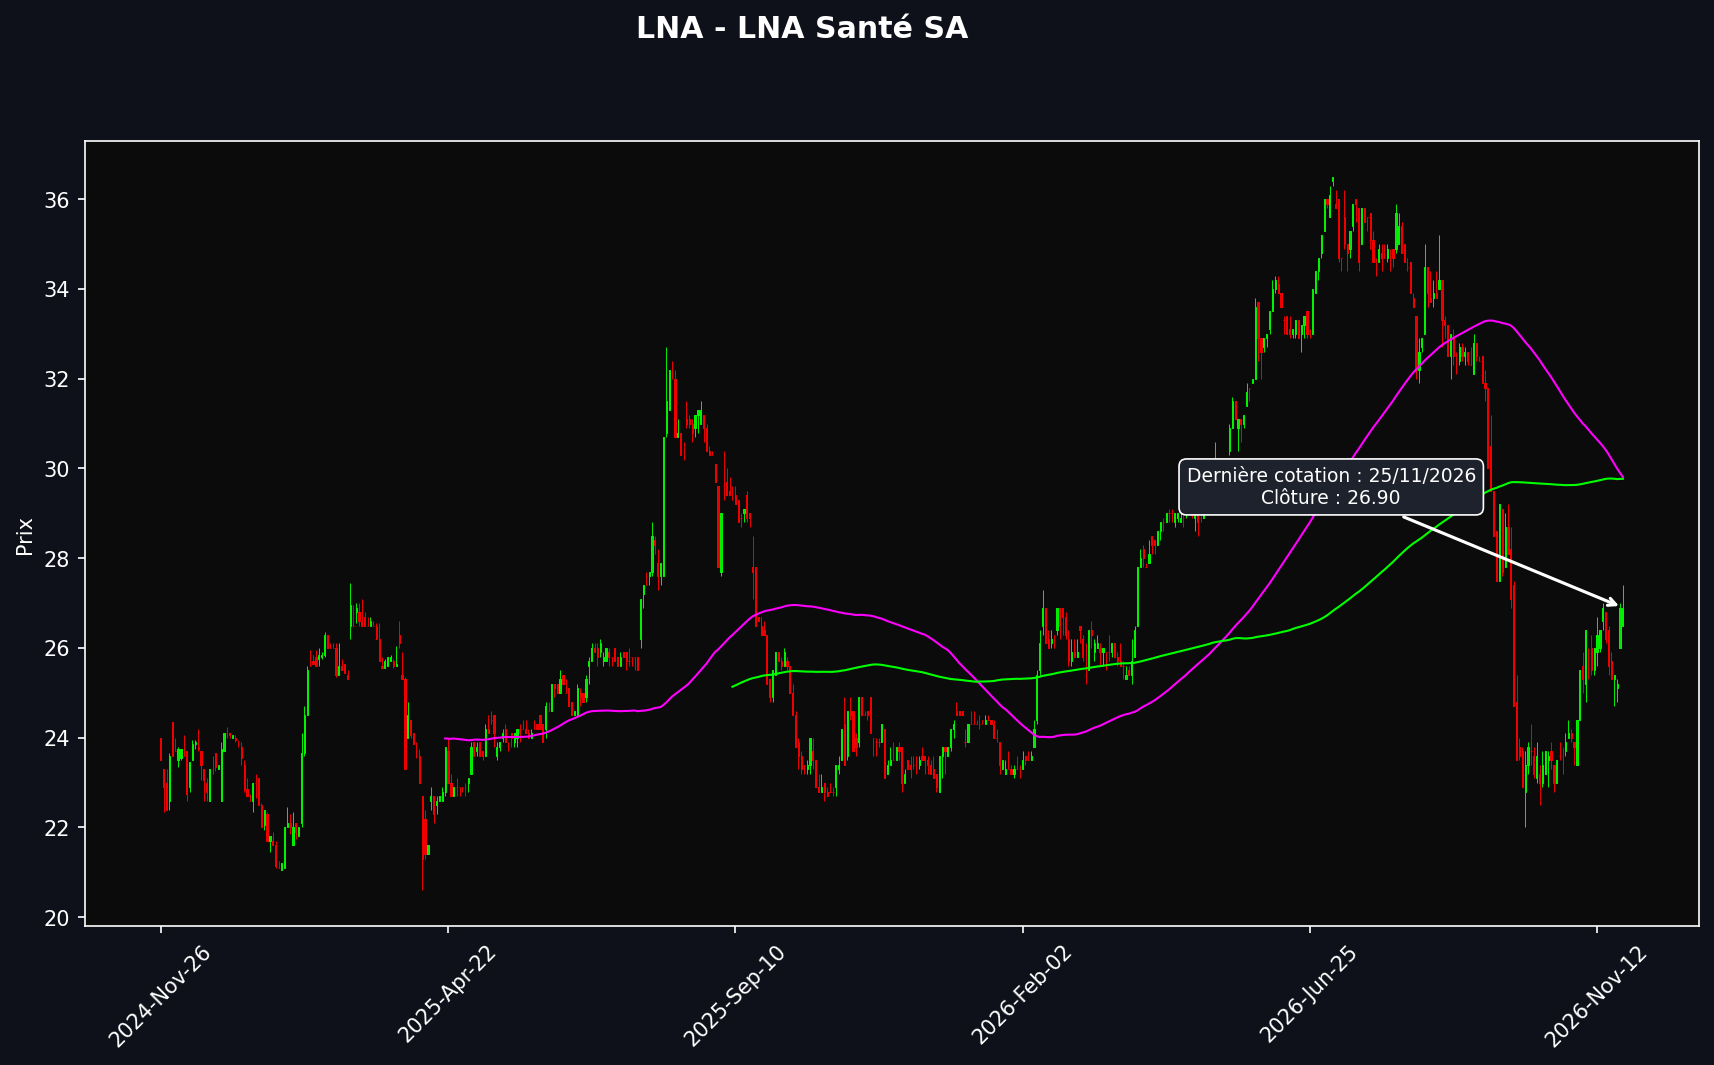 LNA - LNA Santé SA
Prix
36
34
32
30
28
26
24
22
20
Dernière cotation : 25/11/2026
Clôture : 26.90
2024-Nov-26
2025-Apr-22
2025-Sep-10
2026-Feb-02
2026-Jun-25
2026-Nov-12